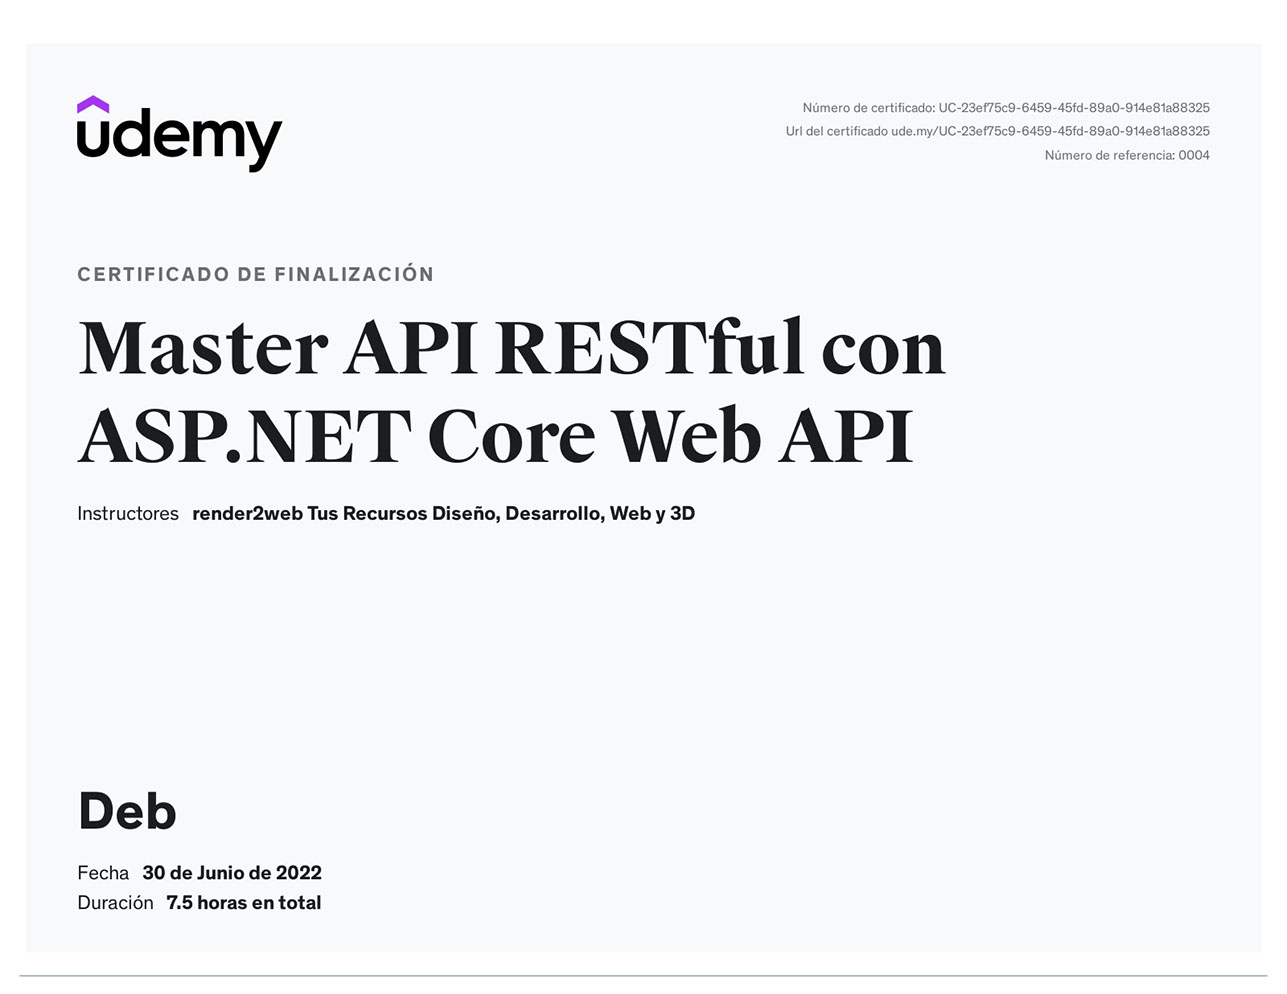 udemy
Número de certificado: UC-23ef75c9-6459-45fd-89a0-914e81a88325
Url del certificado ude.my/UC-23ef75c9-6459-45fd-89a0-914e81a88325
Número de referencia: 0004
CERTIFICADO DE FINALIZACIÓN
Master API RESTful con
ASP.NET Core Web API
Instructores render2web Tus Recursos Diseño, Desarrollo, Web y 3D
Deb
Fecha 30 de Junio de 2022
Duración 7.5 horas en total